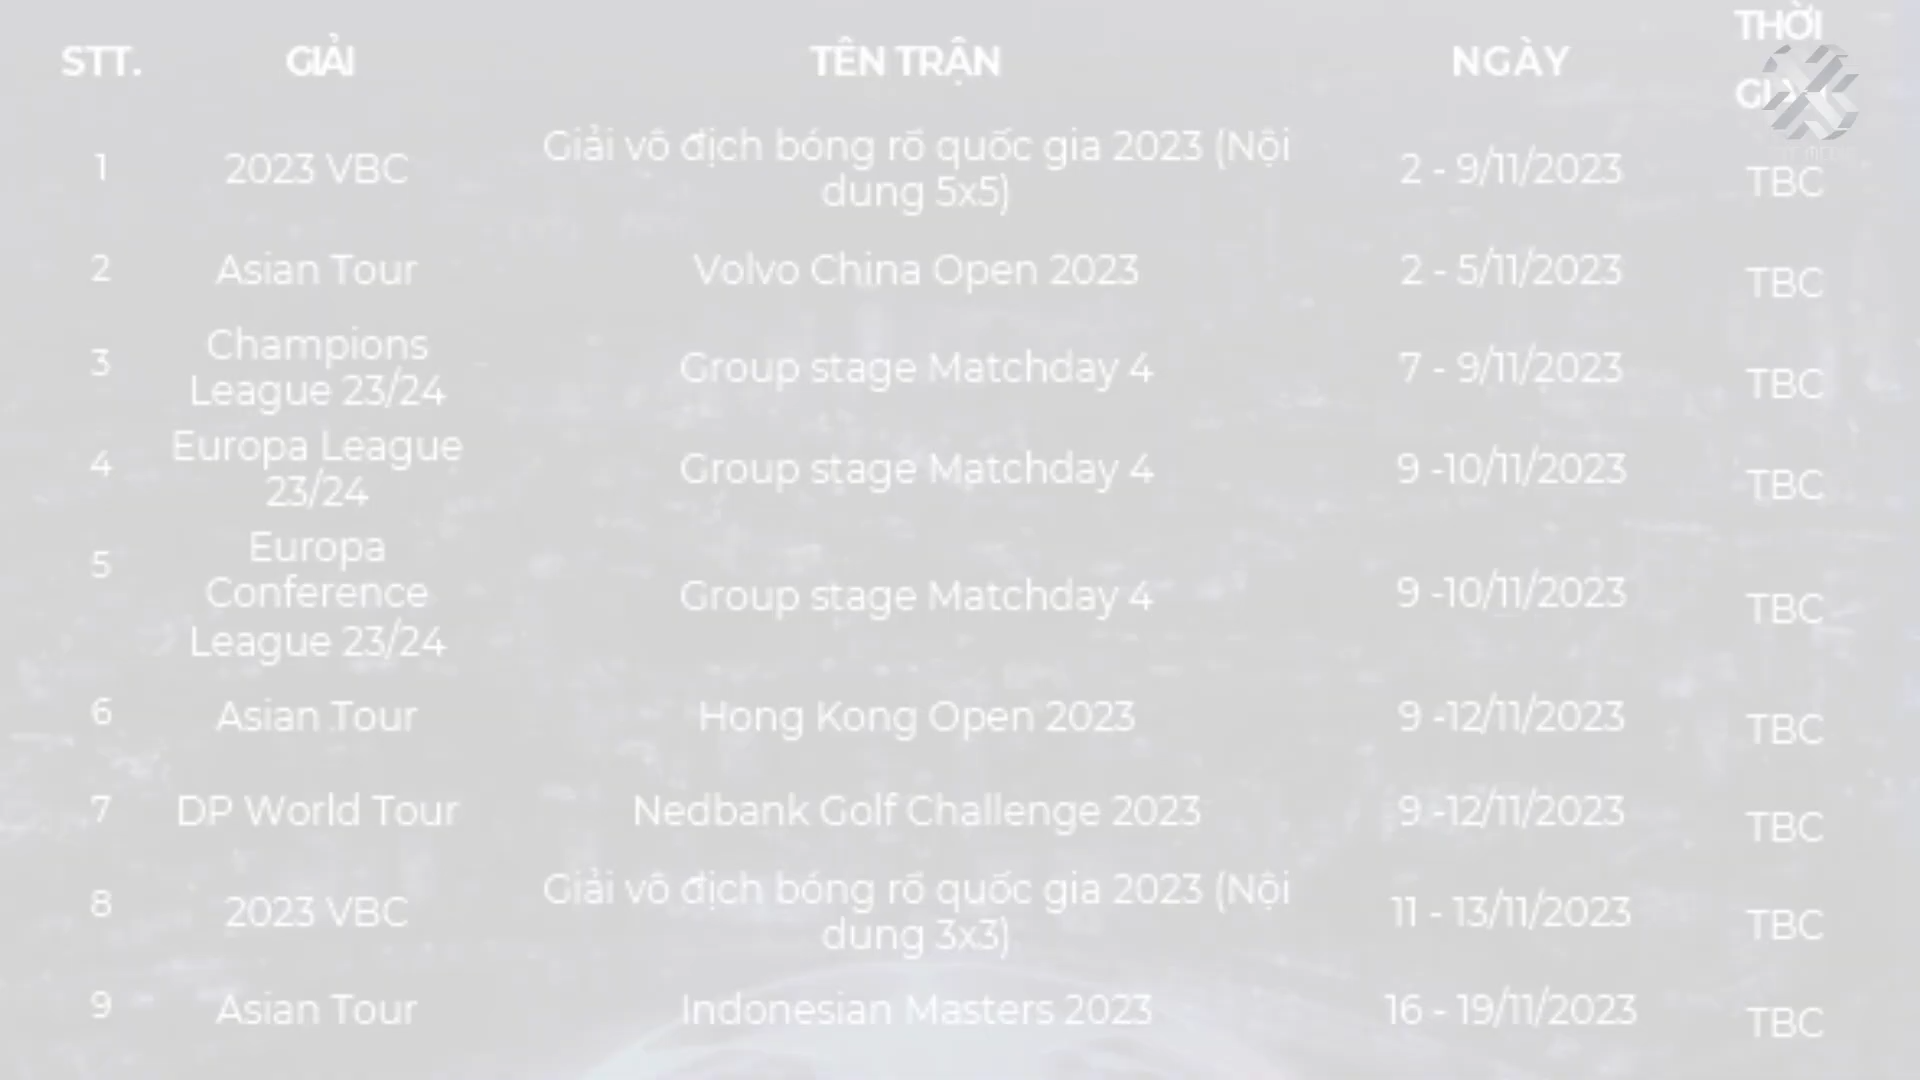 STT. GIẢI TÊN TRẬN NGÀY THỜI
1 2023 VBC Giải vô địch bóng rổ quốc gia 2023 (Nội
dung 5x5) 2 - 9/11/2023 TBC
2 Asian Tour Volvo China Open 2023 2 - 5/11/2023 TBC
3 Champions
League 23/24 Group stage Matchday 4 7 - 9/11/2023 TBC
4 Europa League
23/24 Group stage Matchday 4 9 -10/11/2023 TBC
5 Europa
Conference
League 23/24 Group stage Matchday 4 9 -10/11/2023 TBC
6 Asian Tour Hong Kong Open 2023 9 -12/11/2023 TBC
7 DP World Tour Nedbank Golf Challenge 2023 9 -12/11/2023 TBC
8 2023 VBC Giải vô địch bóng rổ quốc gia 2023 (Nội
dung 3x3) 11 - 13/11/2023 TBC
9 Asian Tour Indonesian Masters 2023 16 - 19/11/2023 TBC